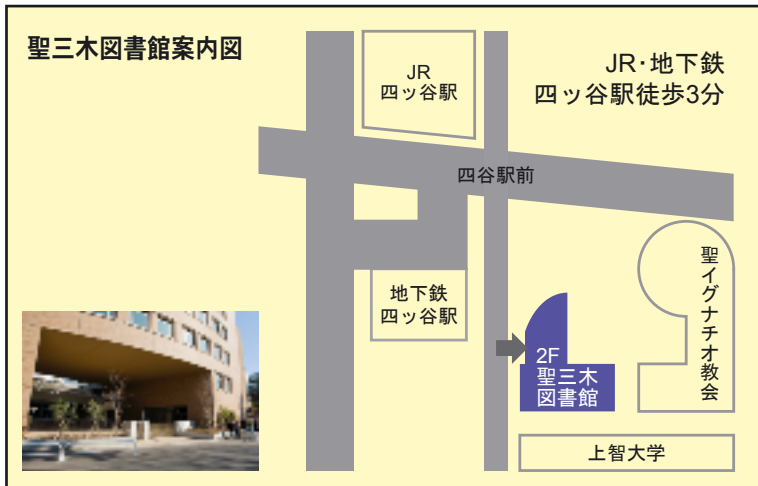 聖三木図書館案内図
JR
四ッ谷駅
JR・地下鉄
四ッ谷駅徒歩3分
四谷駅前
地下鉄
四ッ谷駅
2F
聖三木
図書館
聖イグナチオ教会
上智大学